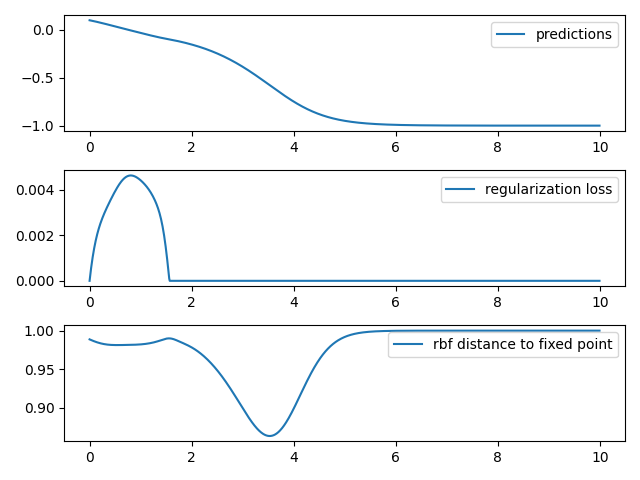 0.0
−0.5
−1.0
predictions
0 2 4 6 8 10
0.004
0.002
0.000
regularization loss
0 2 4 6 8 10
1.00
0.95
0.90
rbf distance to fixed point
0 2 4 6 8 10